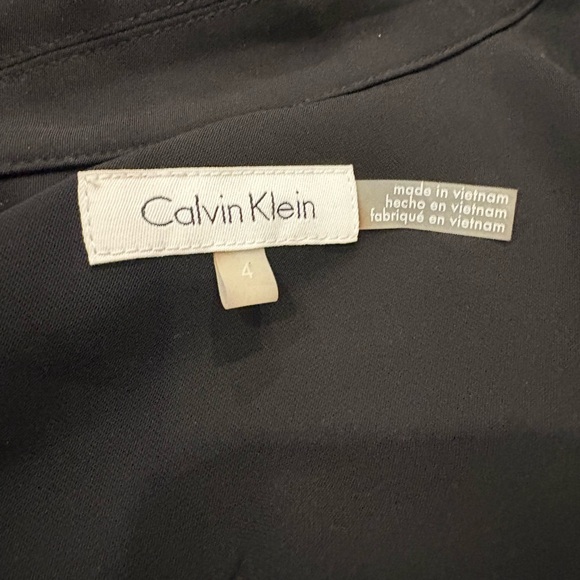 Calvin Klein
made in vietnam
hecho en vietnam
fabriqué en vietnam
4